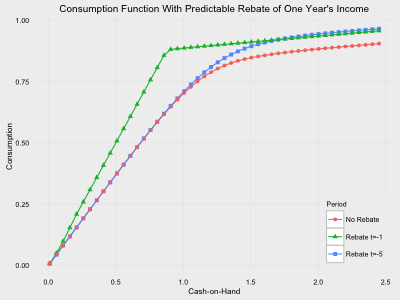 Consumption Function With Predictable Rebate of One Year's Income
1.00
0.75
0.50
0.25
0.00
Consumption
0.0 0.5 1.0 1.5 2.0 2.5
Cash-on-Hand
Period
No Rebate
Rebate t=-1
Rebate t=-5